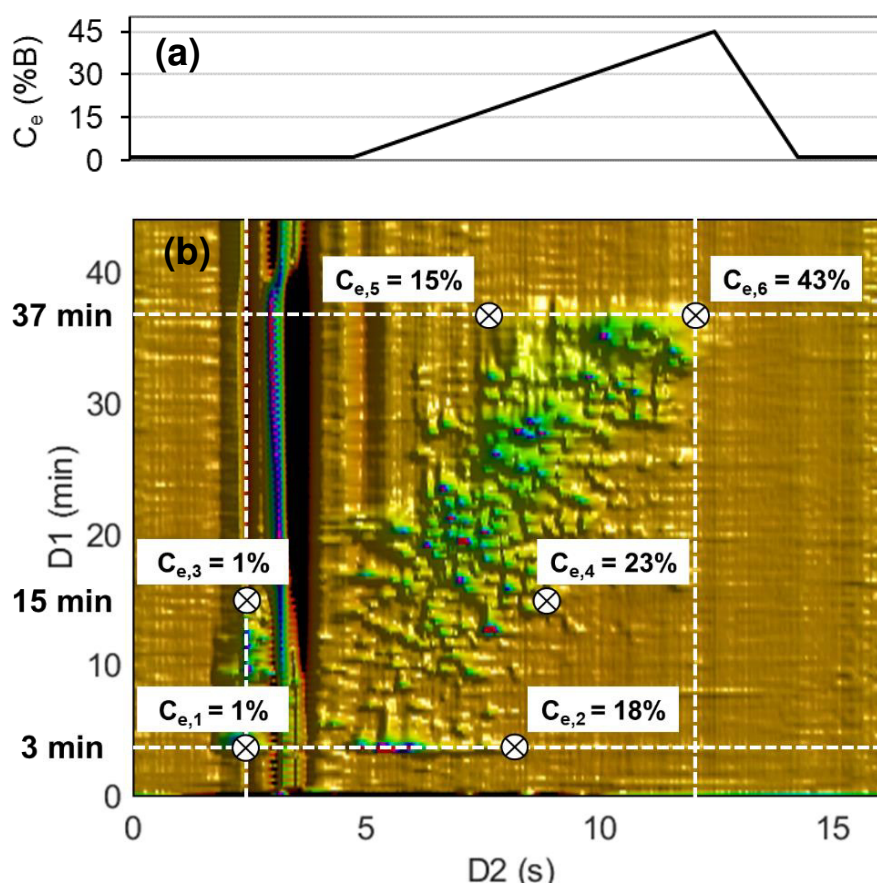 (a)
Cₑ (%B)
45
30
15
0
(b)
D1 (min)
40
37 min
30
20
15 min
10
3 min
0
Cₑ,₅ = 15%
Cₑ,₆ = 43%
Cₑ,₃ = 1%
Cₑ,₄ = 23%
Cₑ,₁ = 1%
Cₑ,₂ = 18%
0 5 10 15
D2 (s)